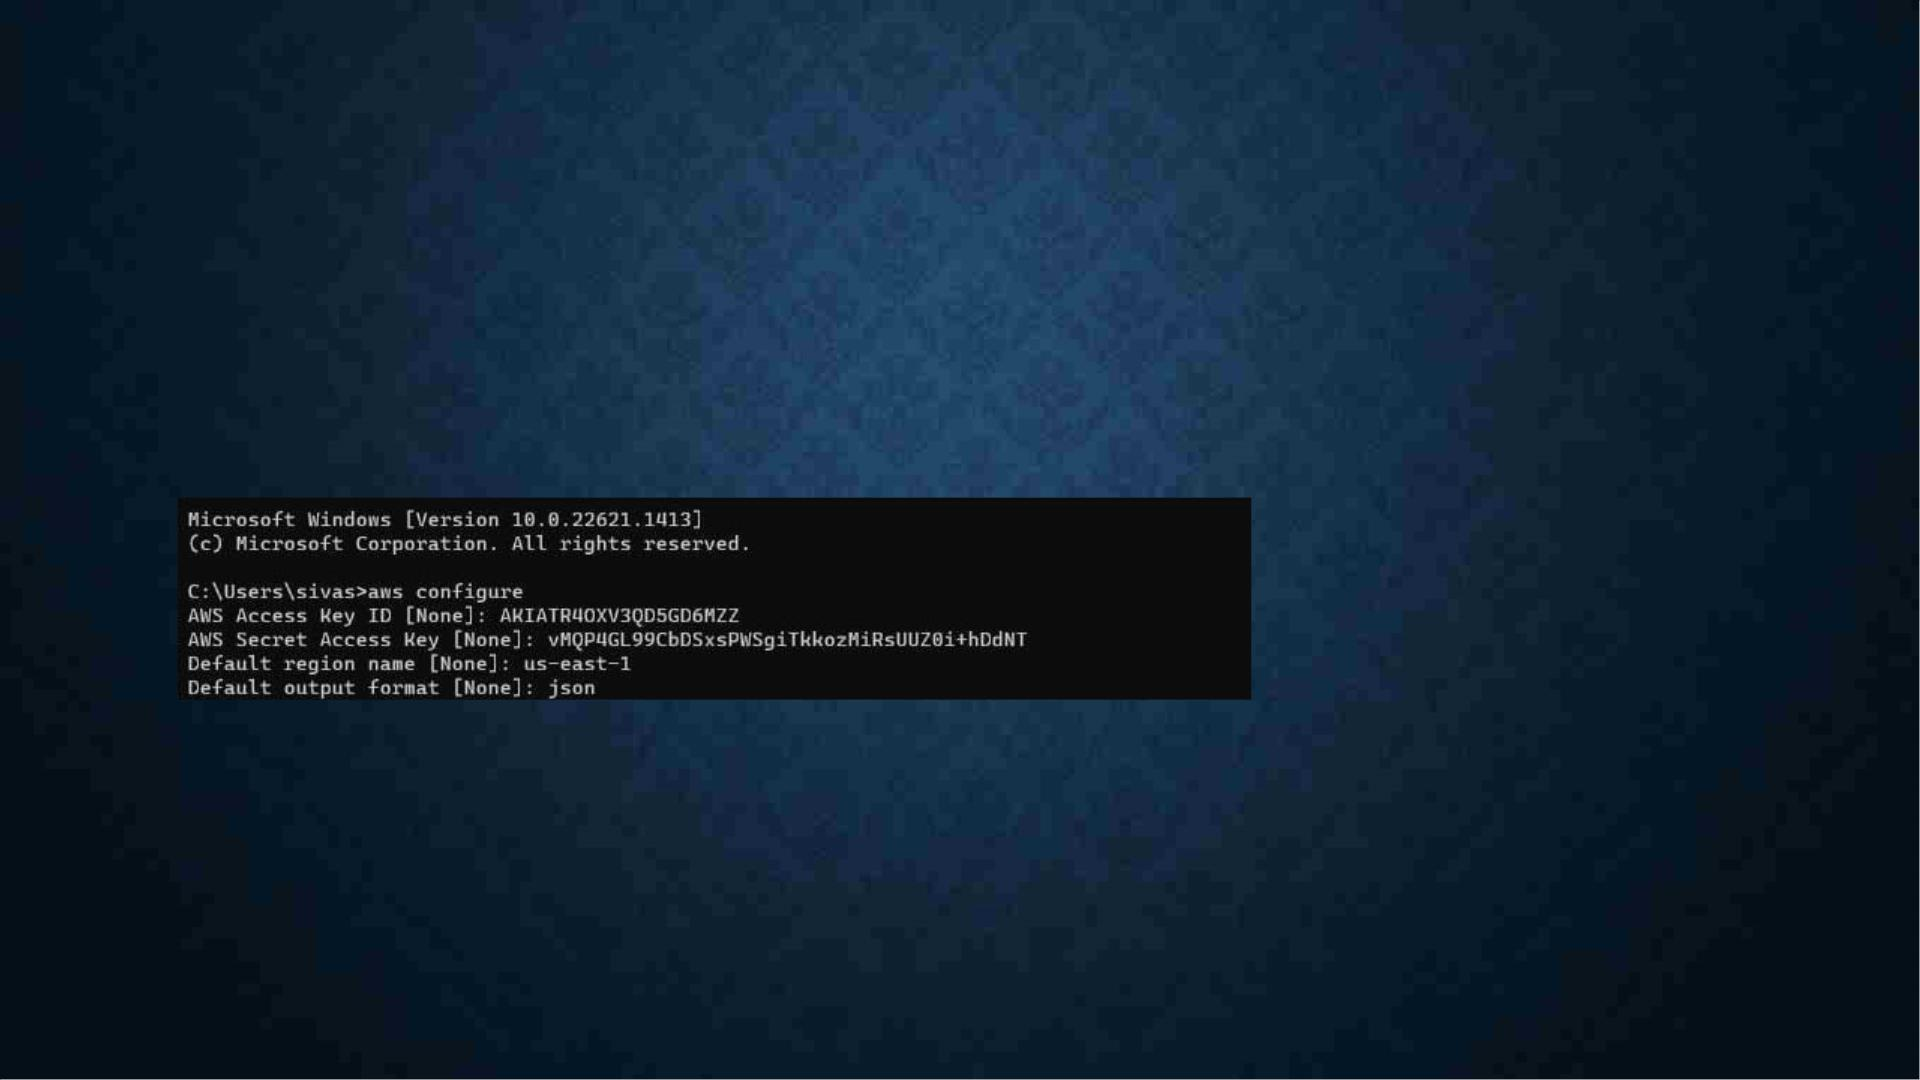 Microsoft Windows [Version 10.0.22621.1413]
(c) Microsoft Corporation. All rights reserved.
C:\Users\sivas>aws configure
AWS Access Key ID [None]: AKIATR4OXV3QD5GD6MZZ
AWS Secret Access Key [None]: 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
Default region name [None]: us-east-1
Default output format [None]: json